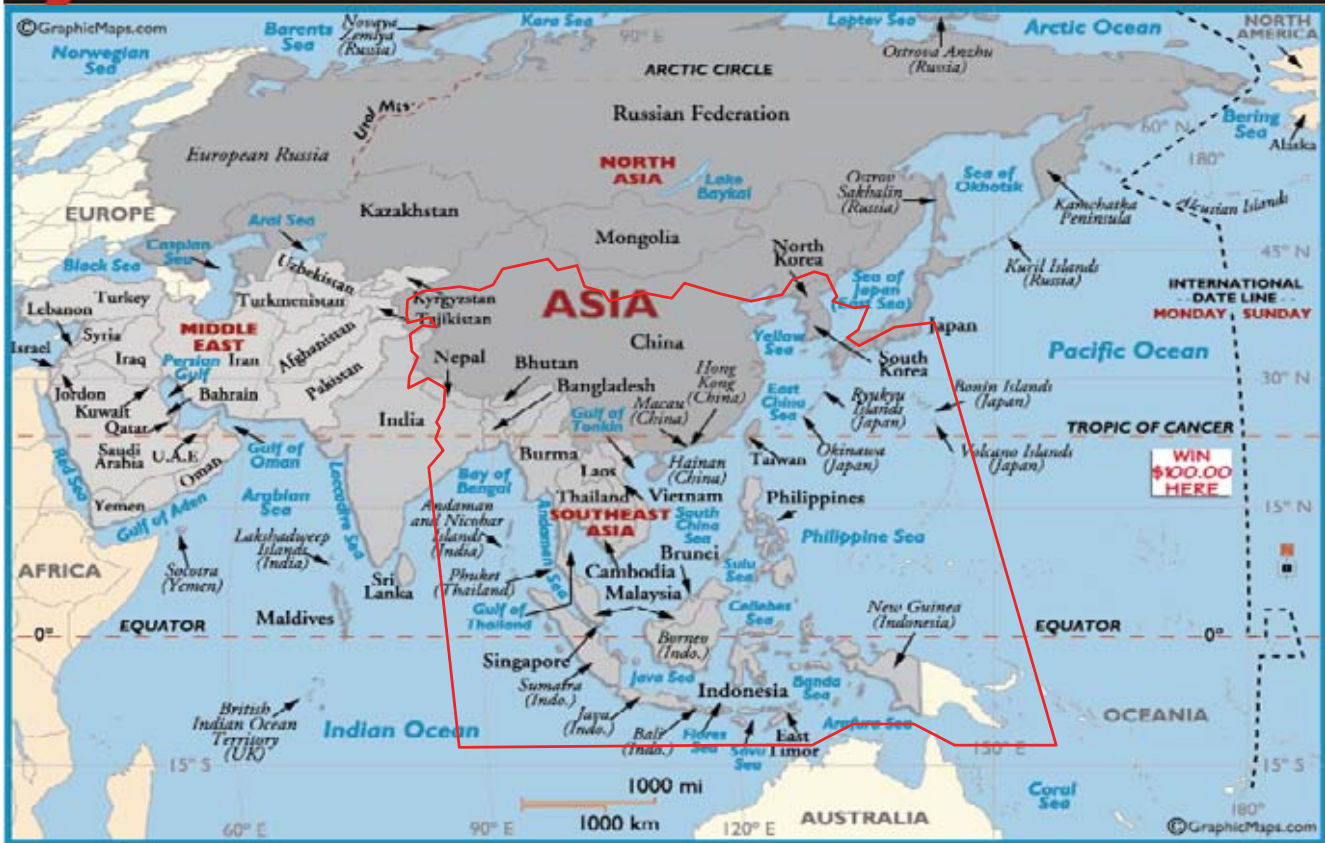 ©GraphicMaps.com
Norwegian
Sea
Barents
Sea
Novaya
Zemlya
(Russia)
Kara Sea
90° E
Laptev Sea
Ostrova Anzhu
(Russia)
Arctic Ocean
NORTH
AMERICA
ARCTIC CIRCLE
Ural Mts.
Russian Federation
European Russia
NORTH
ASIA
Lake
Baykal
Ostrov
Sakhalin
(Russia)
Sea of
Okhotsk
60° N
180°
Bering
Sea
Alaska
Kamchatka
Peninsula
Aleutian Islands
EUROPE
Aral Sea
Kazakhstan
Mongolia
North
Korea
Caspian
Sea
Black Sea
Uzbekistan
Sea of
Japan
(East Sea)
Kuril Islands
(Russia)
45° N
Turkey
Turkmenistan
Kyrgyzstan
Tajikistan
ASIA
INTERNATIONAL
DATE LINE
MONDAY
SUNDAY
Lebanon
Syria
MIDDLE
EAST
Afghanistan
China
Yellow
Sea
Japan
Israel
Iraq
Persian
Gulf
Iran
Pakistan
Nepal
Bhutan
South
Korea
Pacific Ocean
Jordon
Kuwait
Bahrain
Bangladesh
Hong
Kong
(China)
Macau
(China)
East
China
Sea
Ryukyu
Islands
(Japan)
Bonin Islands
(Japan)
30° N
Qatar
Saudi
Arabia
U.A.E
Oman
Gulf of
Oman
India
Gulf of
Tonkin
TROPIC OF CANCER
Red Sea
Burma
Laos
Hainan
(China)
Taiwan
Okinawa
(Japan)
Volcano Islands
(Japan)
WIN
$100.00
HERE
Yemen
Gulf of Aden
Arabian
Sea
Laccadive Sea
Bay of
Bengal
Thailand
Vietnam
Philippines
15° N
Lakshadweep
Islands
(India)
Andaman
and Nicobar
Islands
(India)
Andaman Sea
SOUTHEAST
ASIA
South
China
Sea
Philippine Sea
AFRICA
Socotra
(Yemen)
Sri
Lanka
Phuket
(Thailand)
Cambodia
Brunei
Sulu
Sea
Maldives
Gulf of
Thailand
Malaysia
Celebes
Sea
New Guinea
(Indonesia)
0°
EQUATOR
EQUATOR
0°
Singapore
Borneo
(Indo.)
Sumatra
(Indo.)
Java Sea
Indonesia
Banda
Sea
British
Indian Ocean
Territory
(UK)
Indian Ocean
Java
(Indo.)
Bali
(Indo.)
Flores
Sea
Savu
Sea
East
Timor
Arafura Sea
150° E
OCEANIA
15° S
15° S
1000 mi
1000 km
Coral
Sea
60° E
90° E
120° E
AUSTRALIA
180°
©GraphicMaps.com